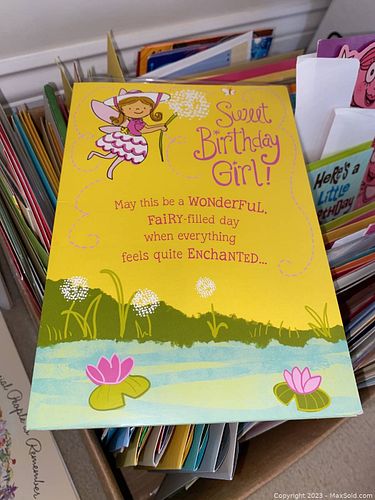 Sweet
Birthday
Girl!
May this be a WONDERFUL,
FAiRY-filled day
when everything
feels quite ENCHANTED...
HERE'S A
Little
Remember
Copyright 2023 - MaxSold.com